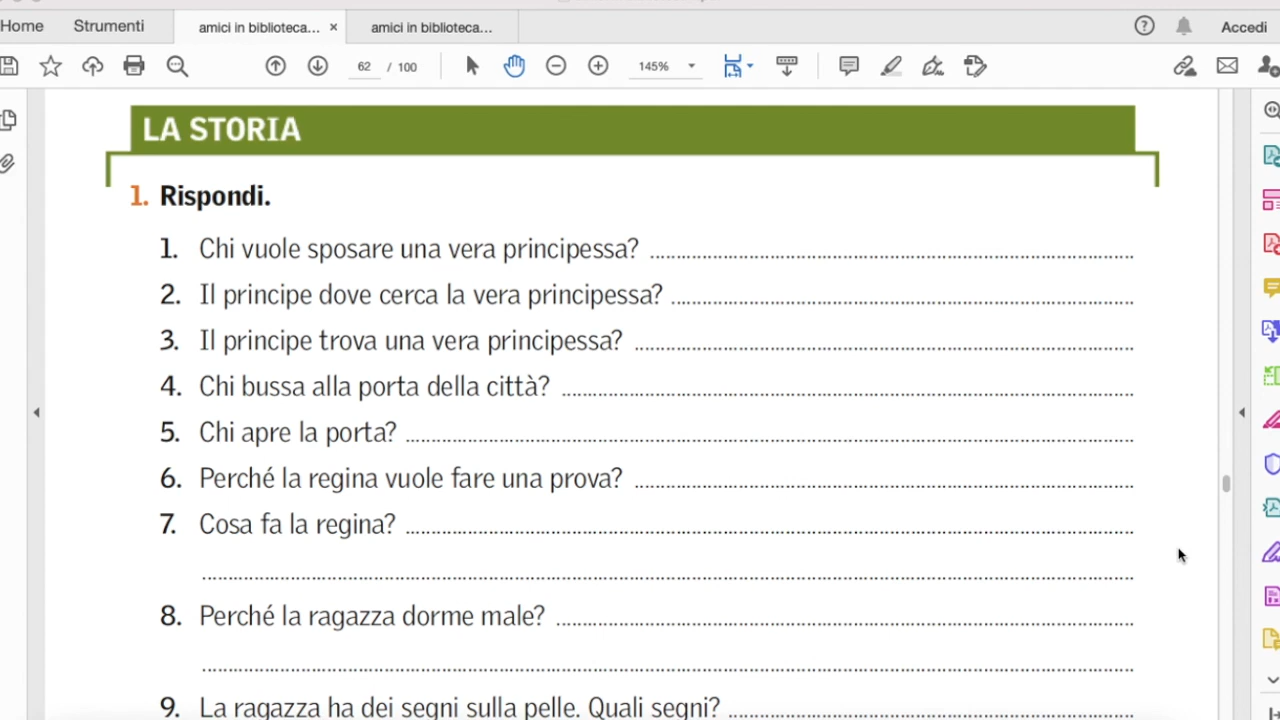 Home Strumenti amici in biblioteca... × amici in biblioteca... Accedi
62 / 100 145%
LA STORIA
1. Rispondi.
1. Chi vuole sposare una vera principessa? ........................................
2. Il principe dove cerca la vera principessa? ........................................
3. Il principe trova una vera principessa? ........................................
4. Chi bussa alla porta della città? ........................................
5. Chi apre la porta? ........................................
6. Perché la regina vuole fare una prova? ........................................
7. Cosa fa la regina? ........................................
8. Perché la ragazza dorme male? ........................................
9. La ragazza ha dei segni sulla pelle. Quali segni? ........................................